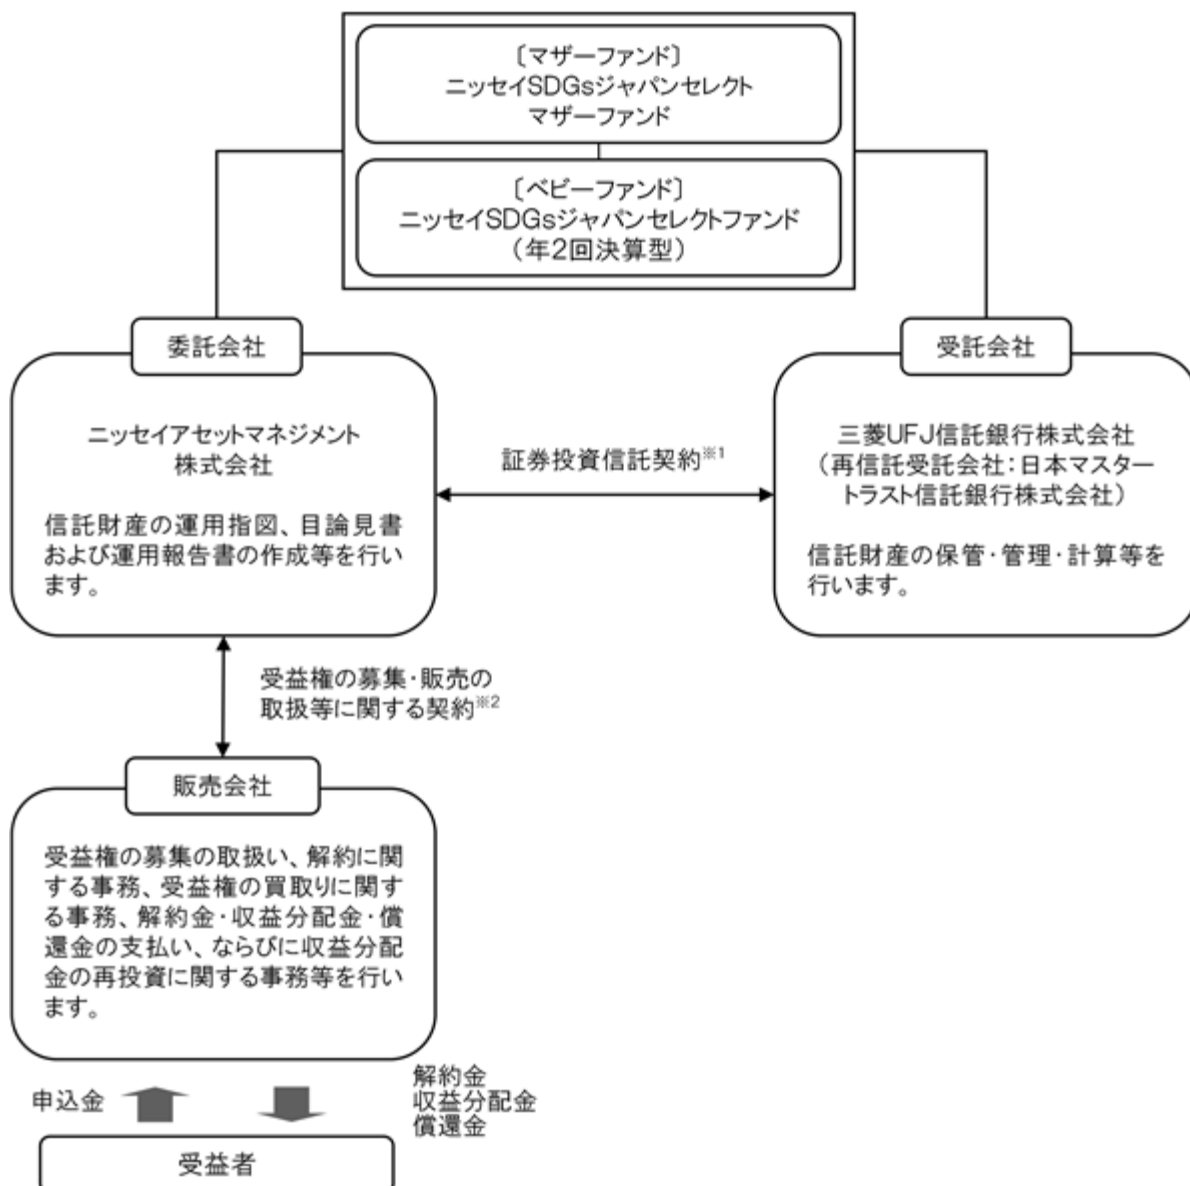 〔マザーファンド〕
ニッセイSDGsジャパンセレクト
マザーファンド
〔ベビーファンド〕
ニッセイSDGsジャパンセレクトファンド
（年2回決算型）
委託会社
ニッセイアセットマネジメント
株式会社
信託財産の運用指図、目論見書
および運用報告書の作成等を行い
ます。
証券投資信託契約※1
受託会社
三菱UFJ信託銀行株式会社
（再信託受託会社：日本マスター
トラスト信託銀行株式会社）
信託財産の保管・管理・計算等を
行います。
受益権の募集・販売の
取扱等に関する契約※2
販売会社
受益権の募集の取扱い、解約に関
する事務、受益権の買取りに関す
る事務、解約金・収益分配金・償
還金の支払い、ならびに収益分配
金の再投資に関する事務等を行い
ます。
申込金
解約金
収益分配金
償還金
受益者